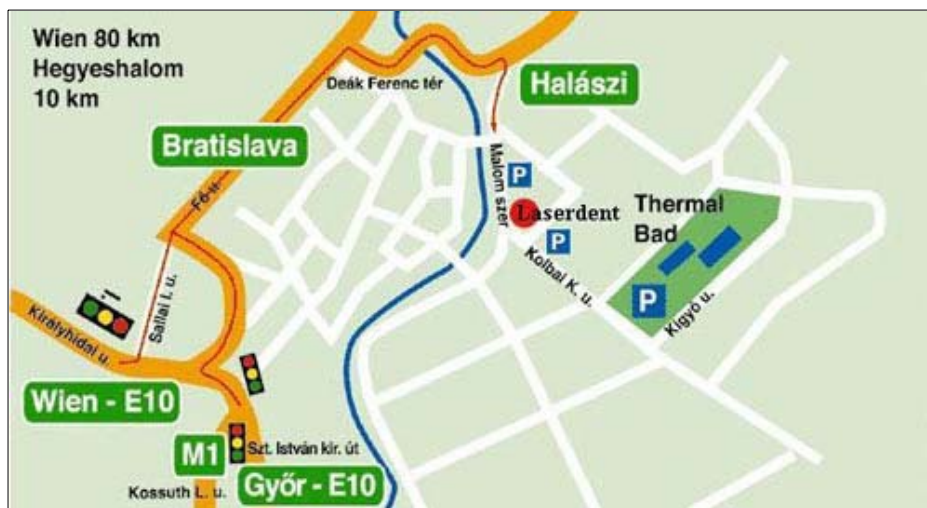 Wien 80 km
Hegyeshalom
10 km
Deák Ferenc tér
Halászi
Bratislava
Fő u.
Malom szer
P
Laserdent
P
Thermal
Bad
Kolbai K. u.
P
Kigyó u.
Sallai I. u.
Királyhidai u.
Wien - E10
M1
Szt. István kir. út
Győr - E10
Kossuth L. u.